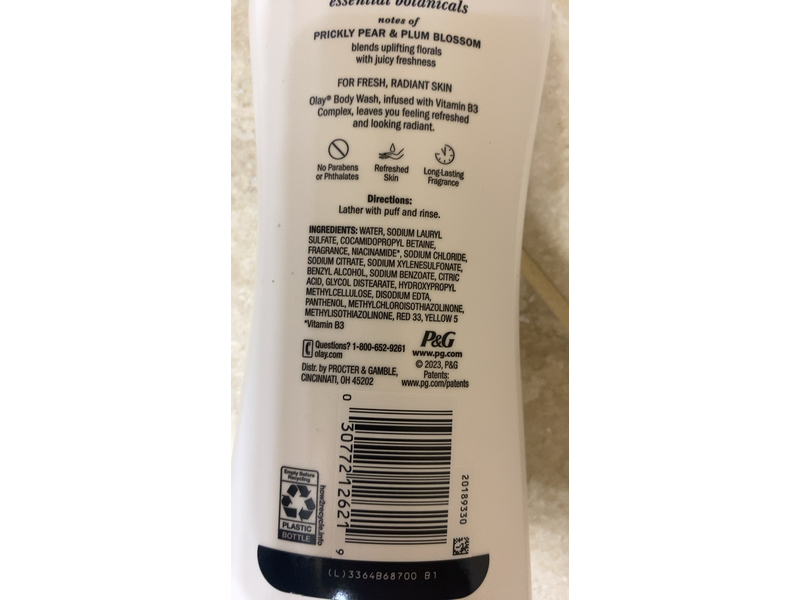 essential botanicals
notes of
PRICKLY PEAR & PLUM BLOSSOM
blends uplifting florals
with juicy freshness
FOR FRESH, RADIANT SKIN
Olay® Body Wash, infused with Vitamin B3
Complex, leaves you feeling refreshed
and looking radiant.
No Parabens
or Phthalates
Refreshed
Skin
Long-Lasting
Fragrance
Directions:
Lather with puff and rinse.
INGREDIENTS: WATER, SODIUM LAURYL
SULFATE, COCAMIDOPROPYL BETAINE,
FRAGRANCE, NIACINAMIDE*, SODIUM CHLORIDE,
SODIUM CITRATE, SODIUM XYLENESULFONATE,
BENZYL ALCOHOL, SODIUM BENZOATE, CITRIC
ACID, GLYCOL DISTEARATE, HYDROXYPROPYL
METHYLCELLULOSE, DISODIUM EDTA,
PANTHENOL, METHYLCHLOROISOTHIAZOLINONE,
METHYLISOTHIAZOLINONE, RED 33, YELLOW 5
*Vitamin B3
Questions? 1-800-652-9261
olay.com
Distr. by PROCTER & GAMBLE,
CINCINNATI, OH 45202
P&G
www.pg.com
© 2023, P&G
Patents:
www.pg.com/patents
0 30772 12621 9
20189330
Empty Before
Recycling
PLASTIC
BOTTLE
how2recycle.info
(L)3364B68700 B1